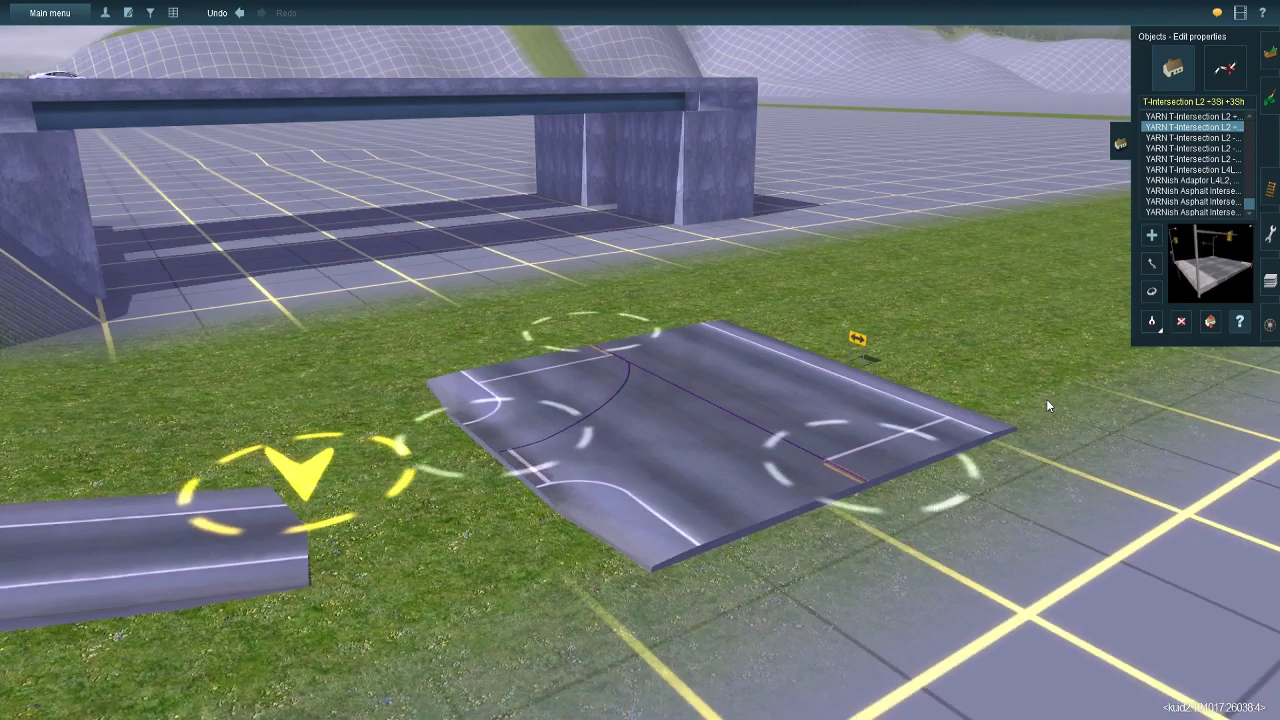 Main menu
Undo
Redo
?
Objects - Edit properties
T-Intersection L2 +3Si +3Sh
YARN T-Intersection L2 +...
YARN T-Intersection L2 +...
YARN T-Intersection L2 -...
YARN T-Intersection L2 -...
YARN T-Intersection L2 -...
YARN T-Intersection L4L...
YARNish Adapter L4L2, ...
YARNish Asphalt Interse...
YARNish Asphalt Interse...
YARNish Asphalt Interse...
?